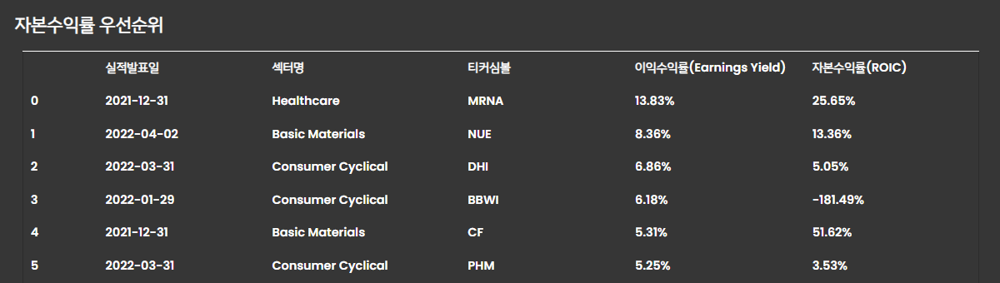 자본수익률 우선순위
실적발표일 섹터명 티커심볼 이익수익률(Earnings Yield) 자본수익률(ROIC)
0 2021-12-31 Healthcare MRNA 13.83% 25.65%
1 2022-04-02 Basic Materials NUE 8.36% 13.36%
2 2022-03-31 Consumer Cyclical DHI 6.86% 5.05%
3 2022-01-29 Consumer Cyclical BBWI 6.18% -181.49%
4 2021-12-31 Basic Materials CF 5.31% 51.62%
5 2022-03-31 Consumer Cyclical PHM 5.25% 3.53%